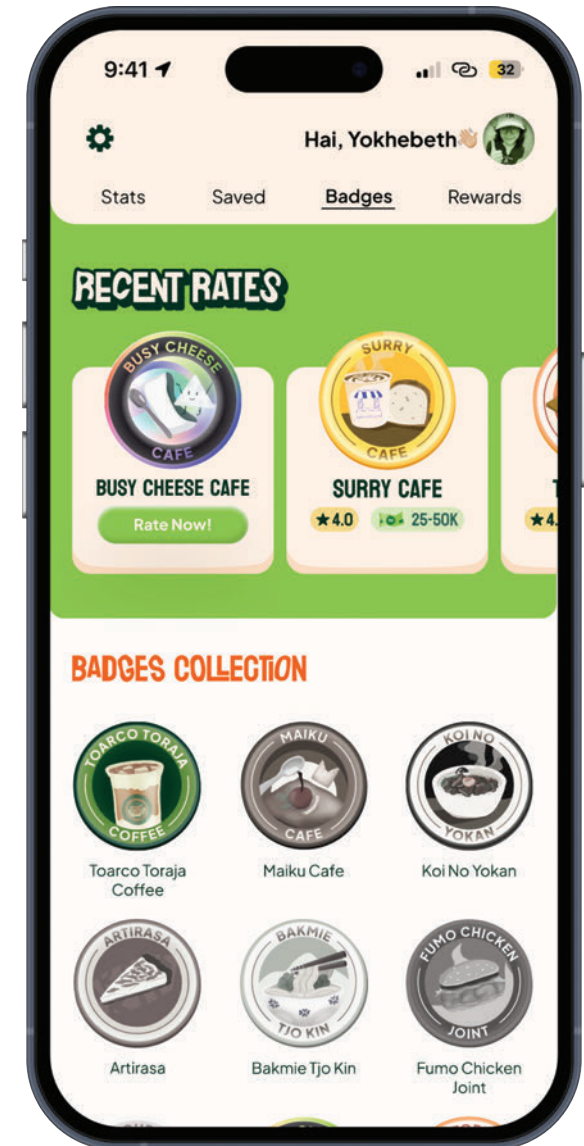 9:41
32
Hai, Yokhebeth👋🏼
Stats Saved Badges Rewards
RECENT RATES
BUSY CHEESE
CAFE
SURRY
CAFE
BUSY CHEESE CAFE
Rate Now!
SURRY CAFE
★4.0 25-50K
★4.
TOARCO TORAJA
COFFEE
MAIKU
CAFE
KOI NO
YOKAN
BADGES COLLECTION
Toarco Toraja
Coffee
Maiku Cafe
Koi No Yokan
ARTIRASA
BAKMIE
TJO KIN
FUMO CHICKEN
JOINT
Artirasa
Bakmie Tjo Kin
Fumo Chicken
Joint